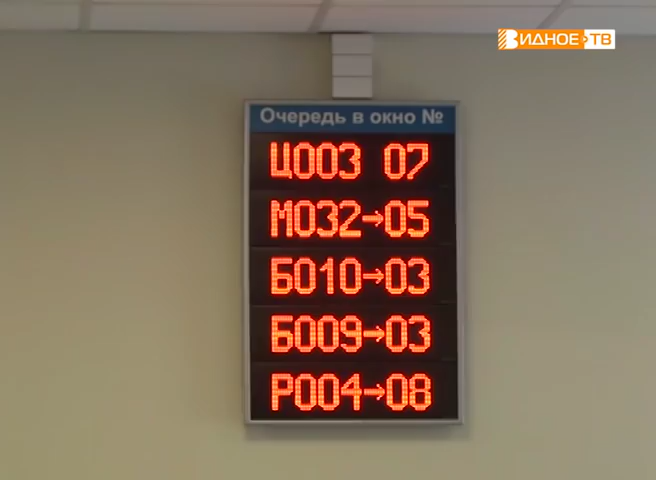 ВИДНОЕ ТВ
Очередь в окно №
Ц003 07
М032→05
Б010→03
Б009→03
Р004→08